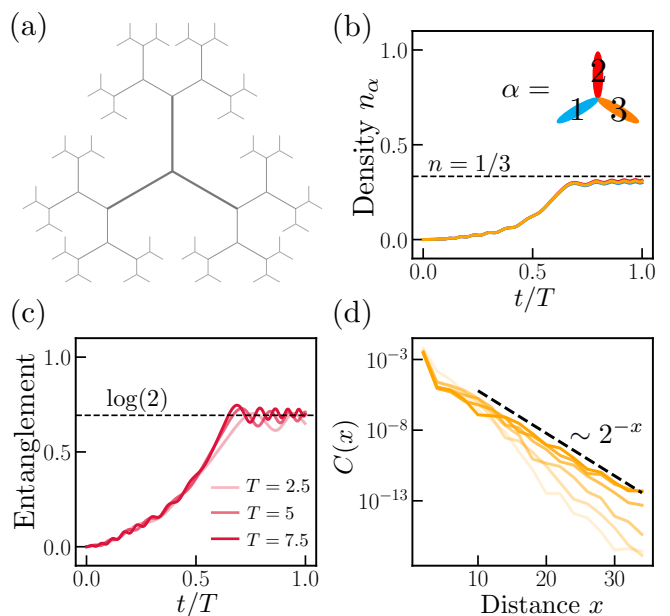 (a)
(b)
Density n_α
1.0
0.5
0.0
α =
1
2
3
n = 1/3
0.0
0.5
1.0
t/T
(c)
Entanglement
1.0
0.5
0.0
log(2)
T = 2.5
T = 5
T = 7.5
0.0
0.5
1.0
t/T
(d)
C(x)
10⁻³
10⁻⁸
10⁻¹³
∼ 2⁻ˣ
10
20
30
Distance x